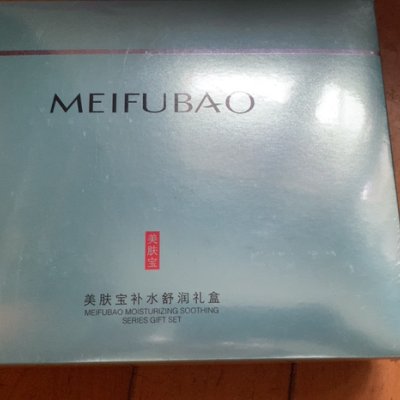 MEIFUBAO
美肤宝
美肤宝补水舒润礼盒
MEIFUBAO MOISTURIZING SOOTHING
SERIES GIFT SET